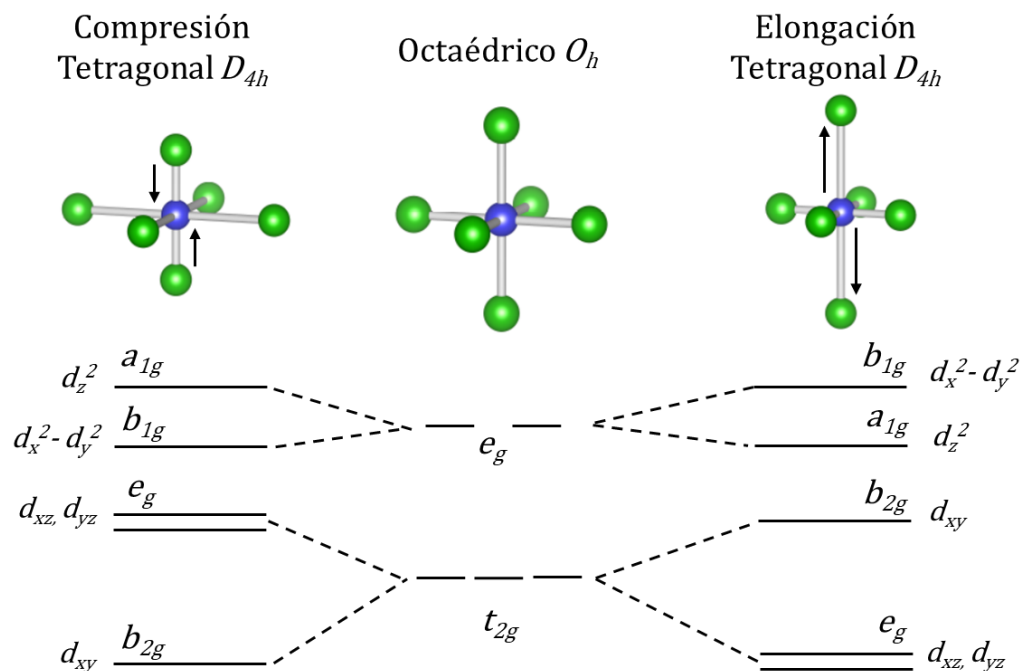 Compresión
Tetragonal D4h
Octaédrico Oh
Elongación
Tetragonal D4h
a1g
dz²
b1g
dx²- dy²
eg
dxz, dyz
b2g
dxy
eg
t2g
b1g
dx²- dy²
a1g
dz²
b2g
dxy
eg
dxz, dyz